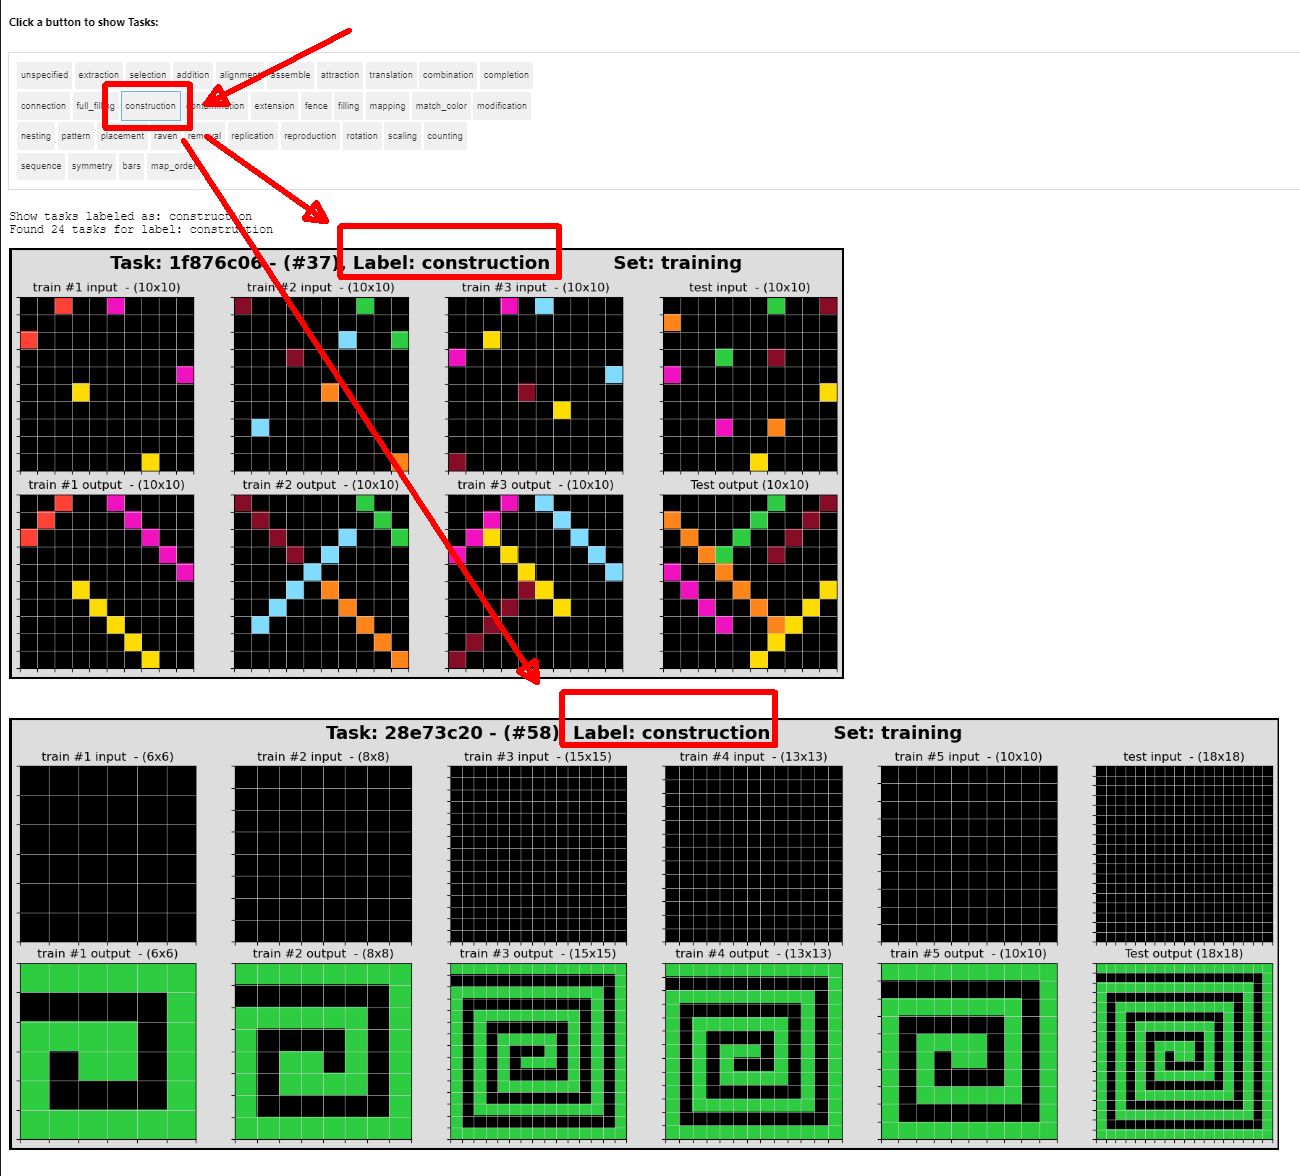 Click a button to show Tasks:
unspecified extraction selection addition alignment assemble attraction translation combination completion
connection full_filling construction contamination extension fence filling mapping match_color modification
nesting pattern placement raven removal replication reproduction rotation scaling counting
sequence symmetry bars map_order
Show tasks labeled as: construction
Found 24 tasks for label: construction
Task: 1f876c06 - (#37), Label: construction Set: training
train #1 input - (10x10) train #2 input - (10x10) train #3 input - (10x10) test input - (10x10)
train #1 output - (10x10) train #2 output - (10x10) train #3 output - (10x10) Test output (10x10)
Task: 28e73c20 - (#58) Label: construction Set: training
train #1 input - (6x6) train #2 input - (8x8) train #3 input - (15x15) train #4 input - (13x13) train #5 input - (10x10) test input - (18x18)
train #1 output - (6x6) train #2 output - (8x8) train #3 output - (15x15) train #4 output - (13x13) train #5 output - (10x10) Test output (18x18)